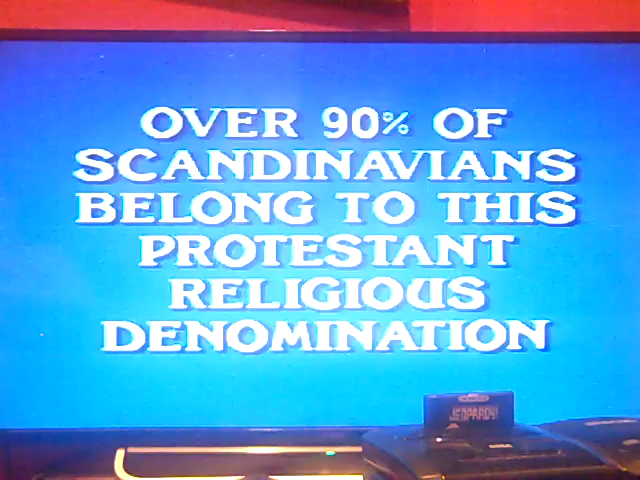 OVER 90% OF
SCANDINAVIANS
BELONG TO THIS
PROTESTANT
RELIGIOUS
DENOMINATION
JEOPARDY!